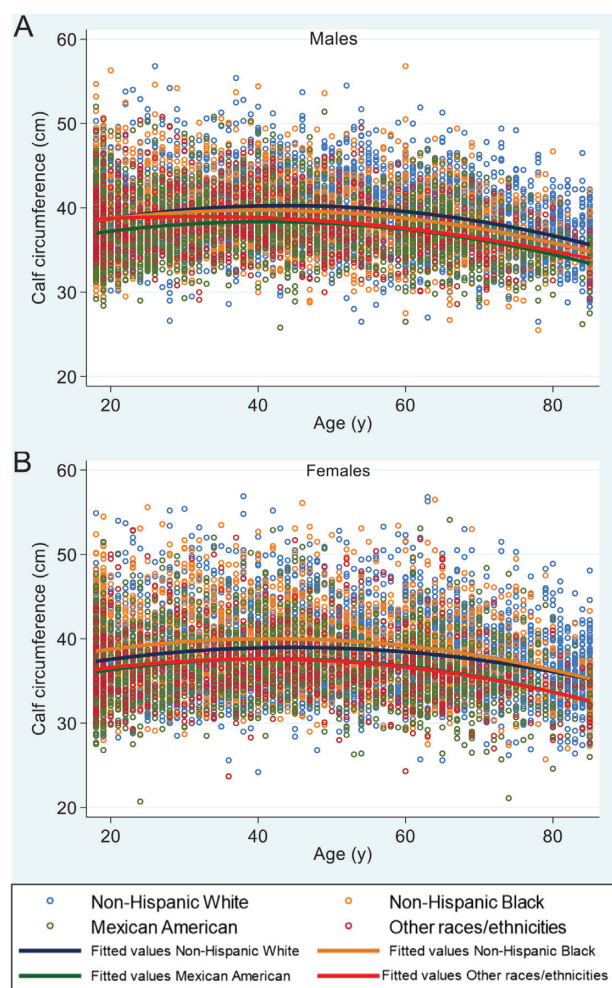 A
Males
60
50
40
30
20
Calf circumference (cm)
20 40 60 80
Age (y)
B
Females
60
50
40
30
20
Calf circumference (cm)
20 40 60 80
Age (y)
Non-Hispanic White Non-Hispanic Black
Mexican American Other races/ethnicities
Fitted values Non-Hispanic White Fitted values Non-Hispanic Black
Fitted values Mexican American Fitted values Other races/ethnicities